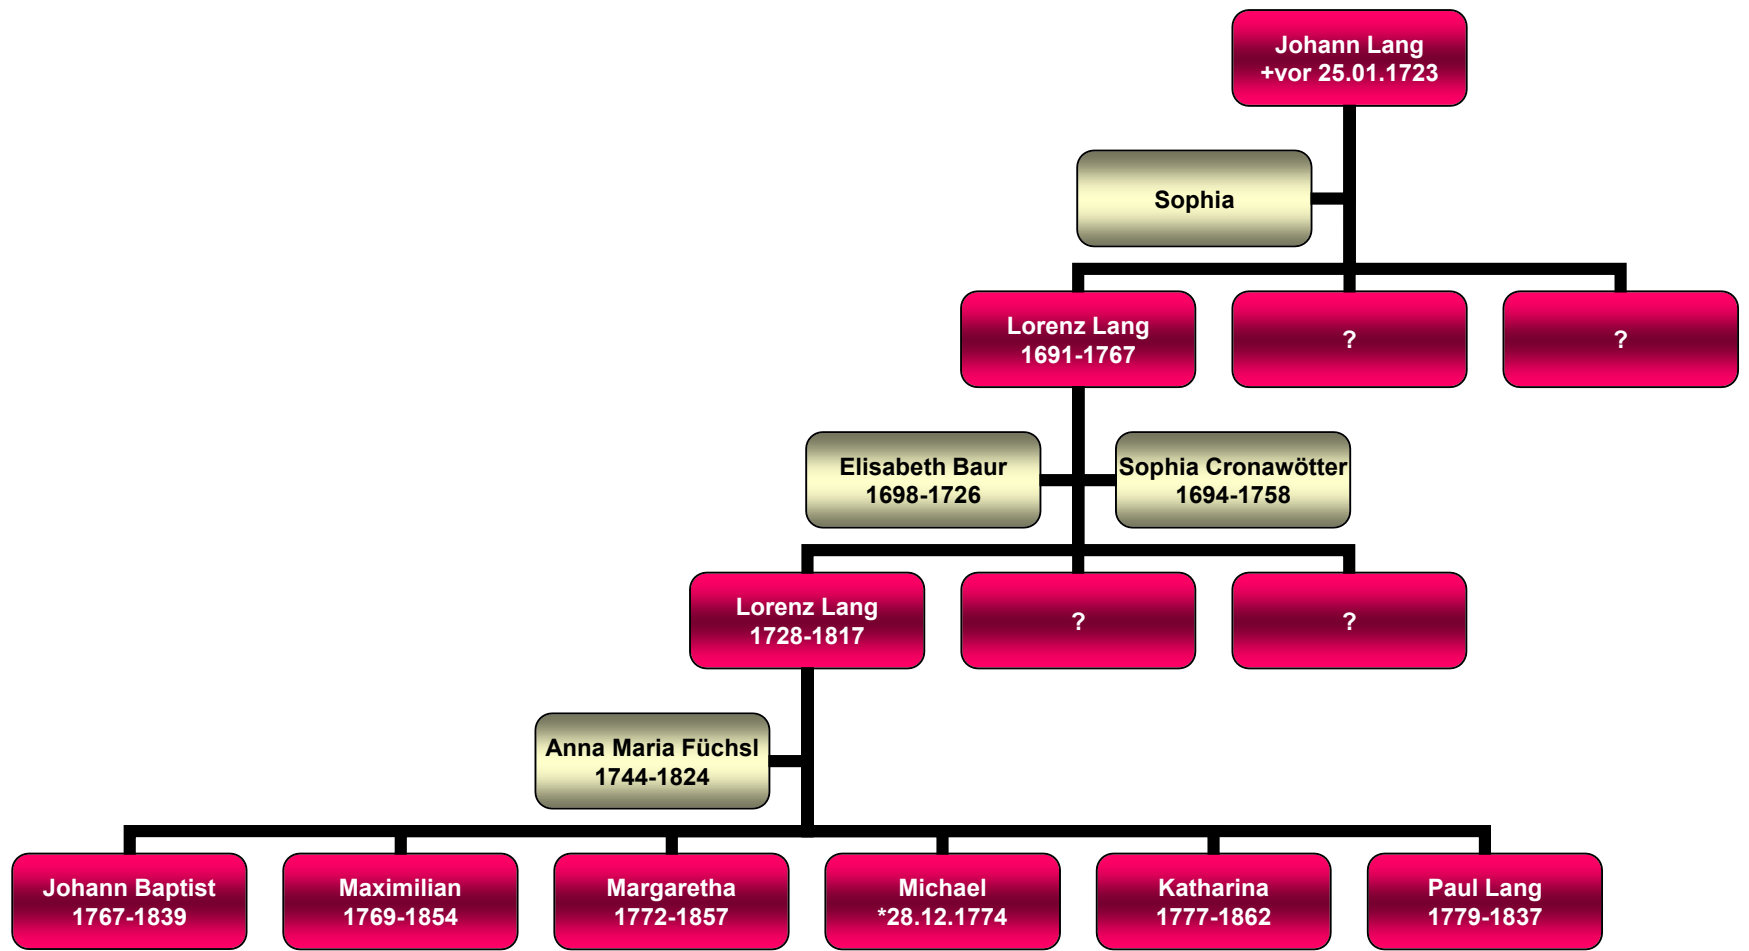 Johann Lang
+vor 25.01.1723
Sophia
Lorenz Lang
1691-1767
?
?
Elisabeth Baur
1698-1726
Sophia Cronawötter
1694-1758
Lorenz Lang
1728-1817
?
?
Anna Maria Füchsl
1744-1824
Johann Baptist
1767-1839
Maximilian
1769-1854
Margaretha
1772-1857
Michael
*28.12.1774
Katharina
1777-1862
Paul Lang
1779-1837